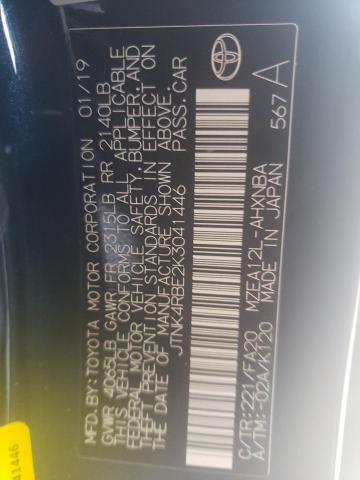 MFD.BY:TOYOTA MOTOR CORPORATION 01/19
GVWR 4065LB GAWR FR 2315LB RR 2140LB
THIS VEHICLE CONFORMS TO ALL APPLICABLE
FEDERAL MOTOR VEHICLE SAFETY, BUMPER, AND
THEFT PREVENTION STANDARDS IN EFFECT ON
THE DATE OF MANUFACTURE SHOWN ABOVE.
JTNK4RBE2K3041446 PASS.CAR
C/TR:221/FA20 MZEA12L-AHXNBA
A/TM:-02A/K120 MADE IN JAPAN 567 A
TOYOTA
41446